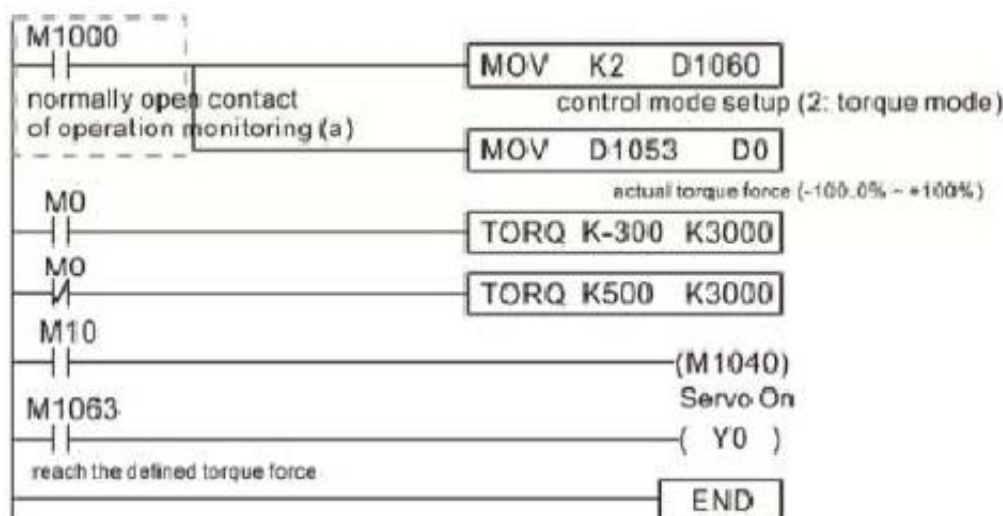 M1000
MOV K2 D1060
normally open contact
of operation monitoring (a)
control mode setup (2: torque mode)
MOV D1053 D0
actual torque force (-100.0% ~ +100%)
M0
TORQ K-300 K3000
M0
TORQ K500 K3000
M10
(M1040)
Servo On
M1063
( Y0 )
reach the defined torque force
END